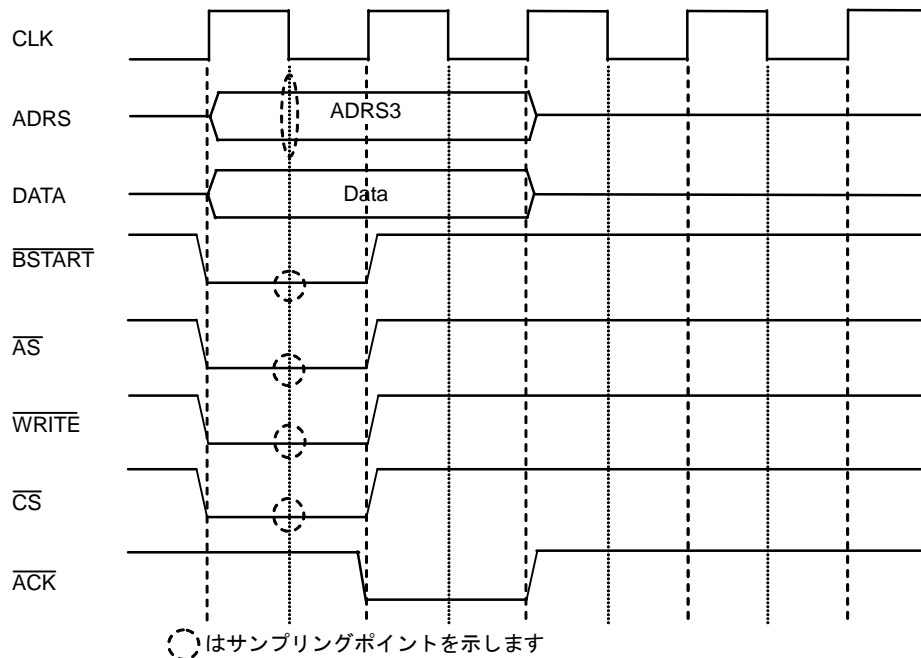 CLK
ADRS
ADRS3
DATA
Data
BSTART
AS
WRITE
CS
ACK
はサンプリングポイントを示します